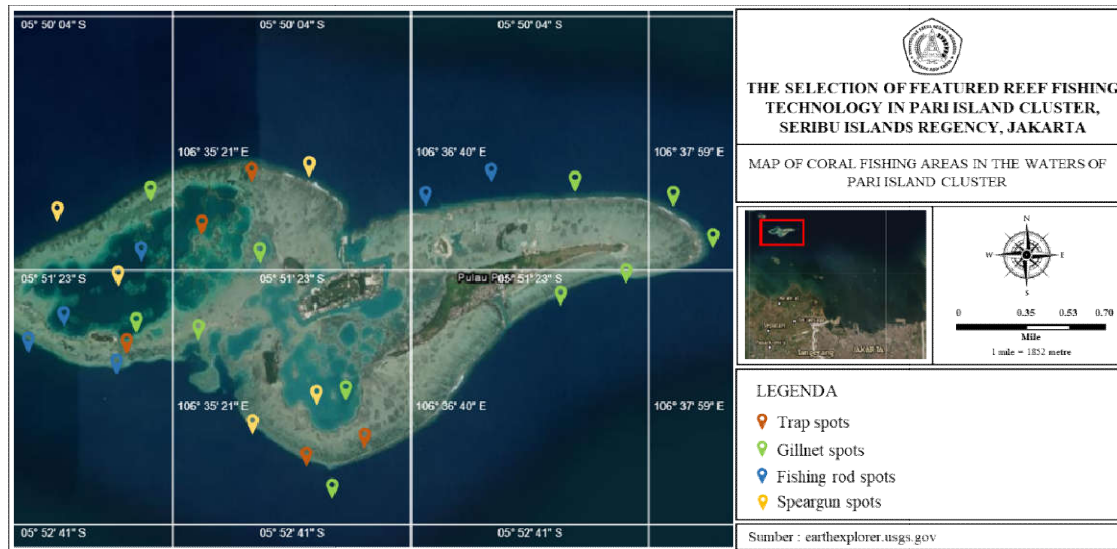 05° 50' 04" S
05° 50' 04" S
106° 35' 21" E
106° 36' 40" E
106° 37' 59" E
05° 51' 23" S
05° 51' 23" S
05° 51' 23" S
Pulau
106° 35' 21" E
106° 36' 40" E
106° 37' 59" E
05° 52' 41" S
05° 52' 41" S
05° 52' 41" S
THE SELECTION OF FEATURED REEF FISHING
TECHNOLOGY IN PARI ISLAND CLUSTER,
SERIBU ISLANDS REGENCY, JAKARTA
MAP OF CORAL FISHING AREAS IN THE WATERS OF
PARI ISLAND CLUSTER
Tangerang
JAKARTA
N
W
E
S
0 0.35 0.53 0.70
Mile
1 mile = 1852 metre
LEGENDA
Trap spots
Gillnet spots
Fishing rod spots
Speargun spots
Sumber : earthexplorer.usgs.gov